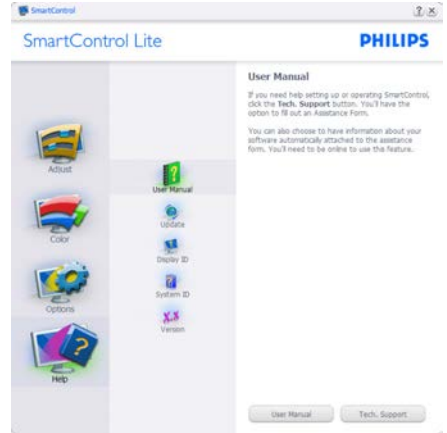 SmartControl
SmartControl Lite
PHILIPS
Adjust
Color
Options
Help
User Manual
Update
Display ID
System ID
Version
User Manual
If you need help setting up or operating SmartControl,
click the Tech. Support button. You'll have the
option to fill out an Assistance Form.
You can also choose to have information about your
software automatically attached to the assistance
form. You'll need to be online to use this feature.
User Manual
Tech. Support